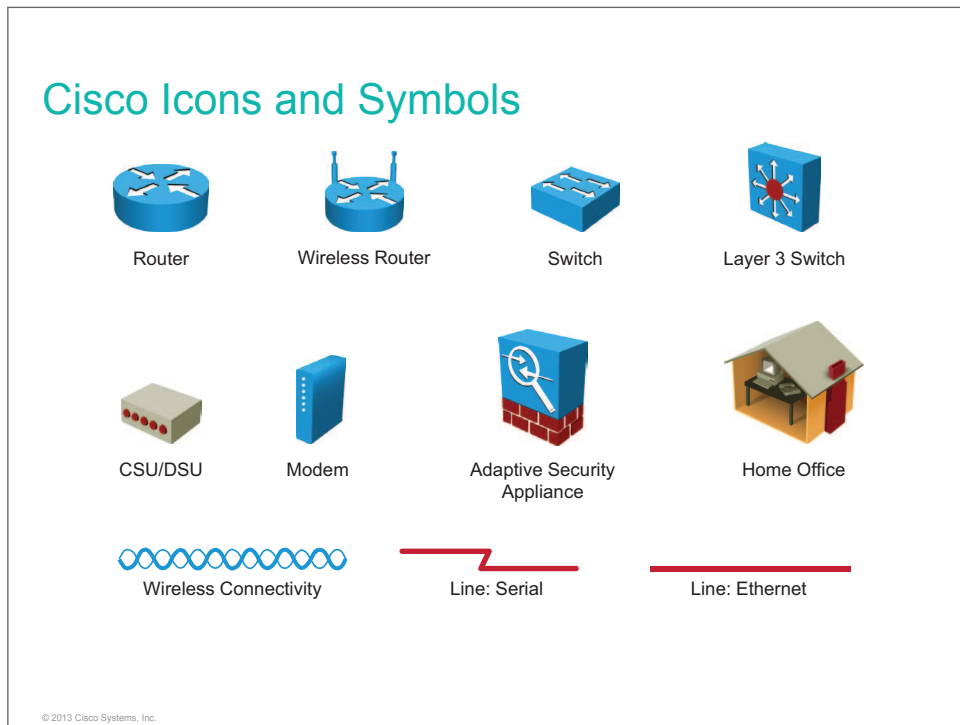 Cisco Icons and Symbols
Router
Wireless Router
Switch
Layer 3 Switch
CSU/DSU
Modem
Adaptive Security
Appliance
Home Office
Wireless Connectivity
Line: Serial
Line: Ethernet
© 2013 Cisco Systems, Inc.